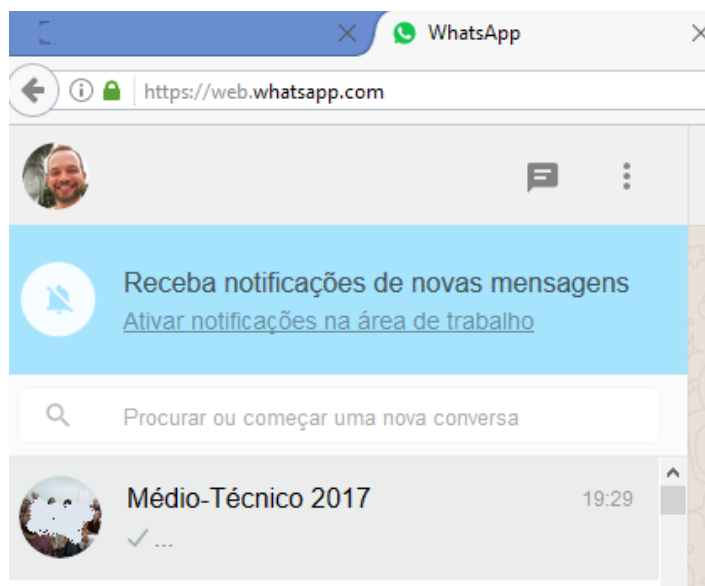 WhatsApp
https://web.whatsapp.com
Receba notificações de novas mensagens
Ativar notificações na área de trabalho
Procurar ou começar uma nova conversa
Médio-Técnico 2017 19:29
...